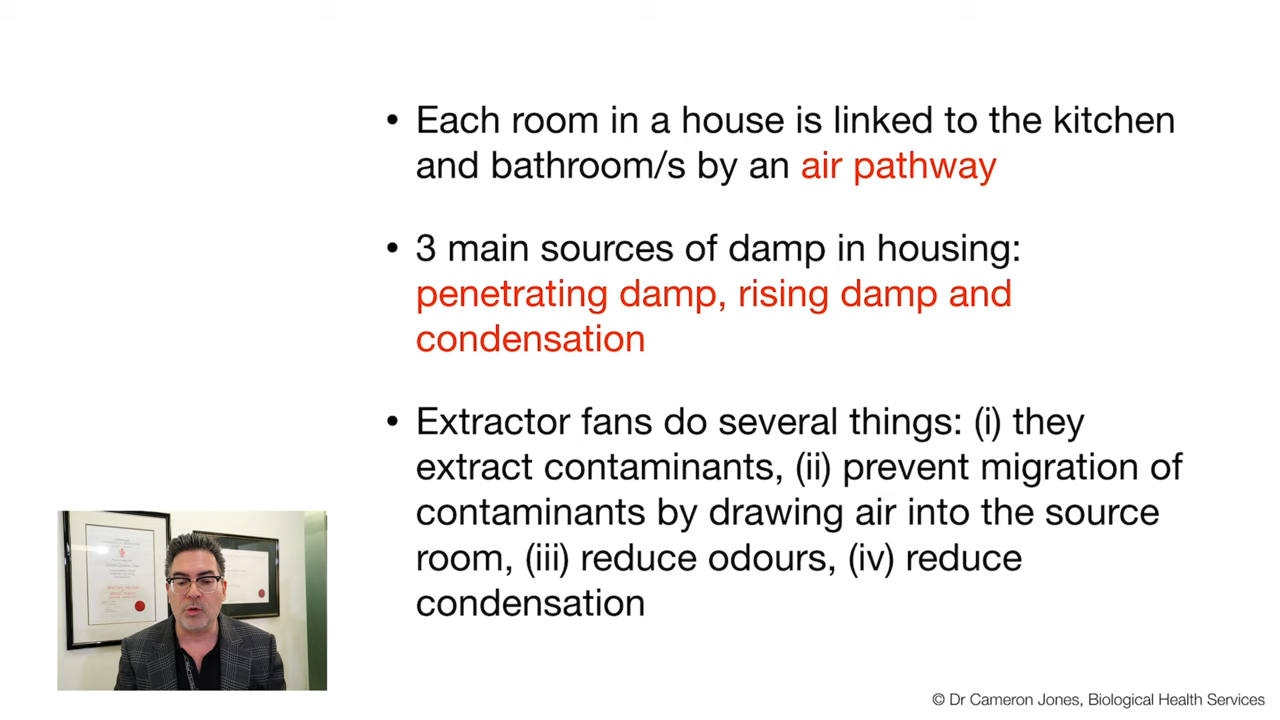 • Each room in a house is linked to the kitchen
and bathroom/s by an air pathway
• 3 main sources of damp in housing:
penetrating damp, rising damp and
condensation
• Extractor fans do several things: (i) they
extract contaminants, (ii) prevent migration of
contaminants by drawing air into the source
room, (iii) reduce odours, (iv) reduce
condensation
© Dr Cameron Jones, Biological Health Services